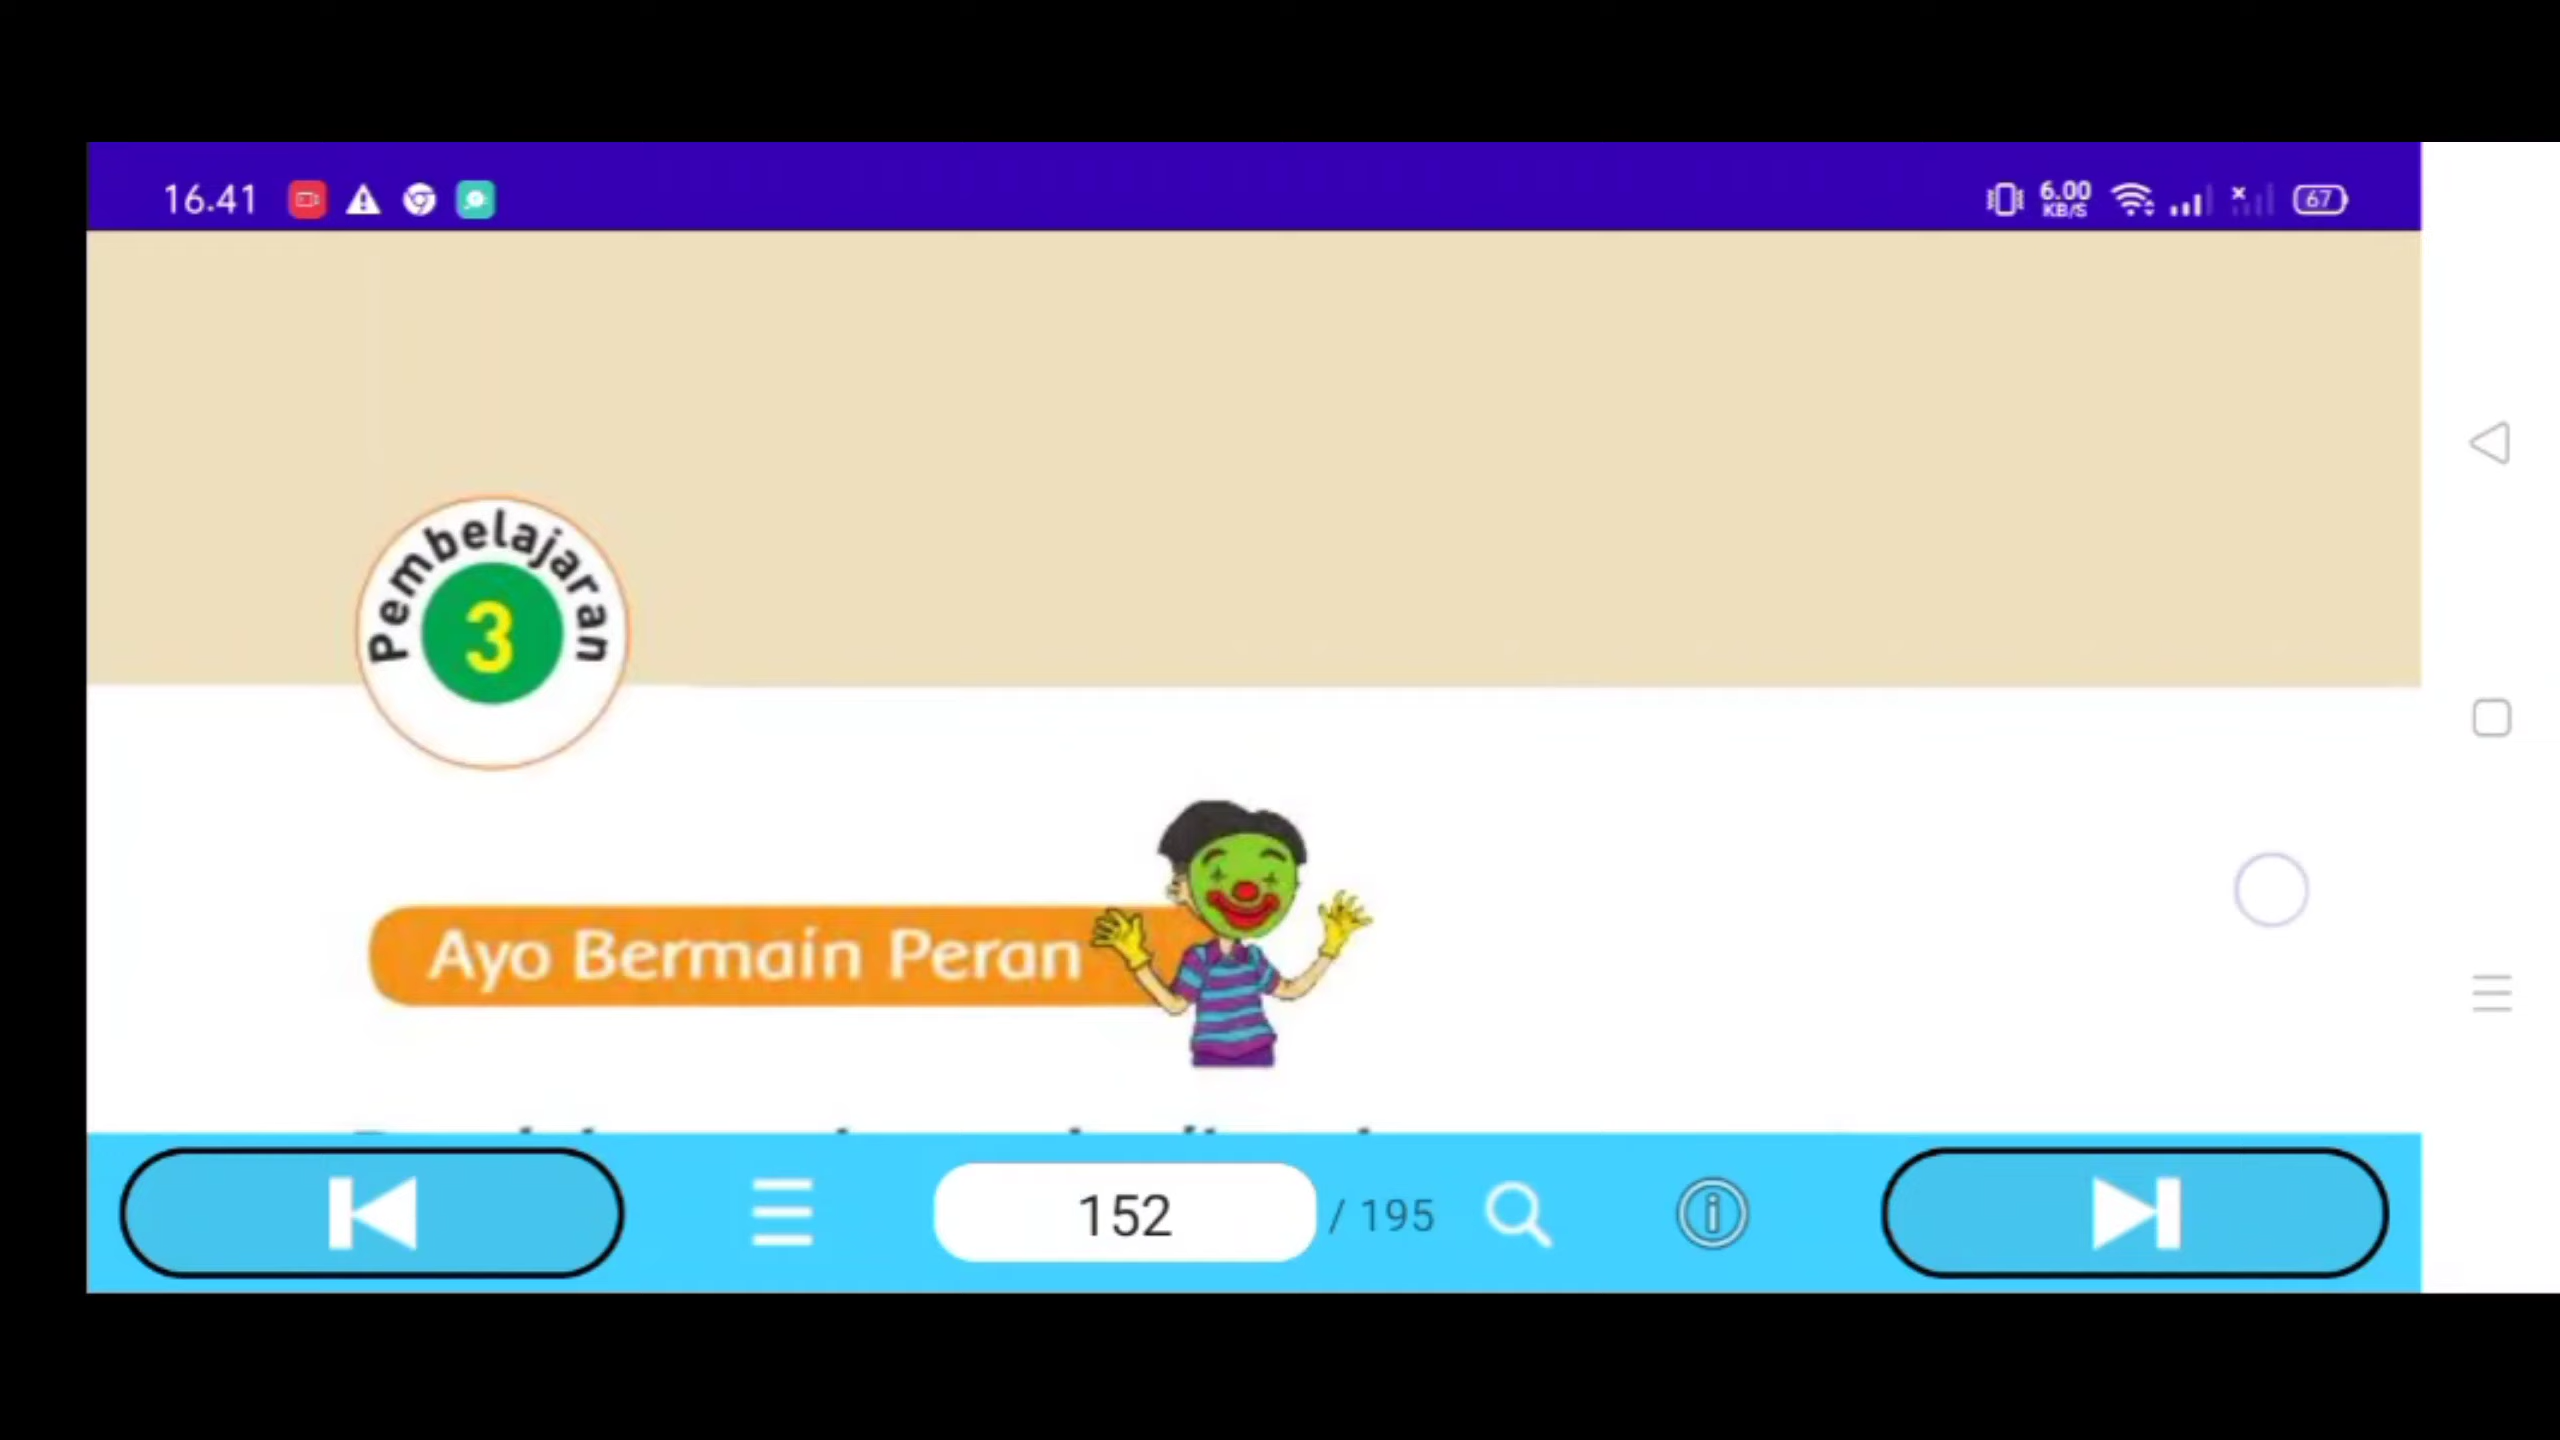 16.41
6.00
KB/S
67
Pembelajaran
3
Ayo Bermain Peran
152 / 195